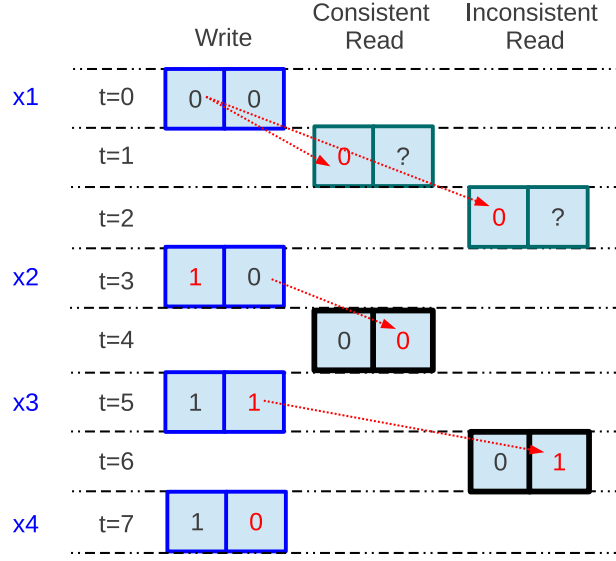 Write Consistent Read Inconsistent Read
x1 t=0 0 0
t=1 0 ?
t=2 0 ?
x2 t=3 1 0
t=4 0 0
x3 t=5 1 1
t=6 0 1
x4 t=7 1 0